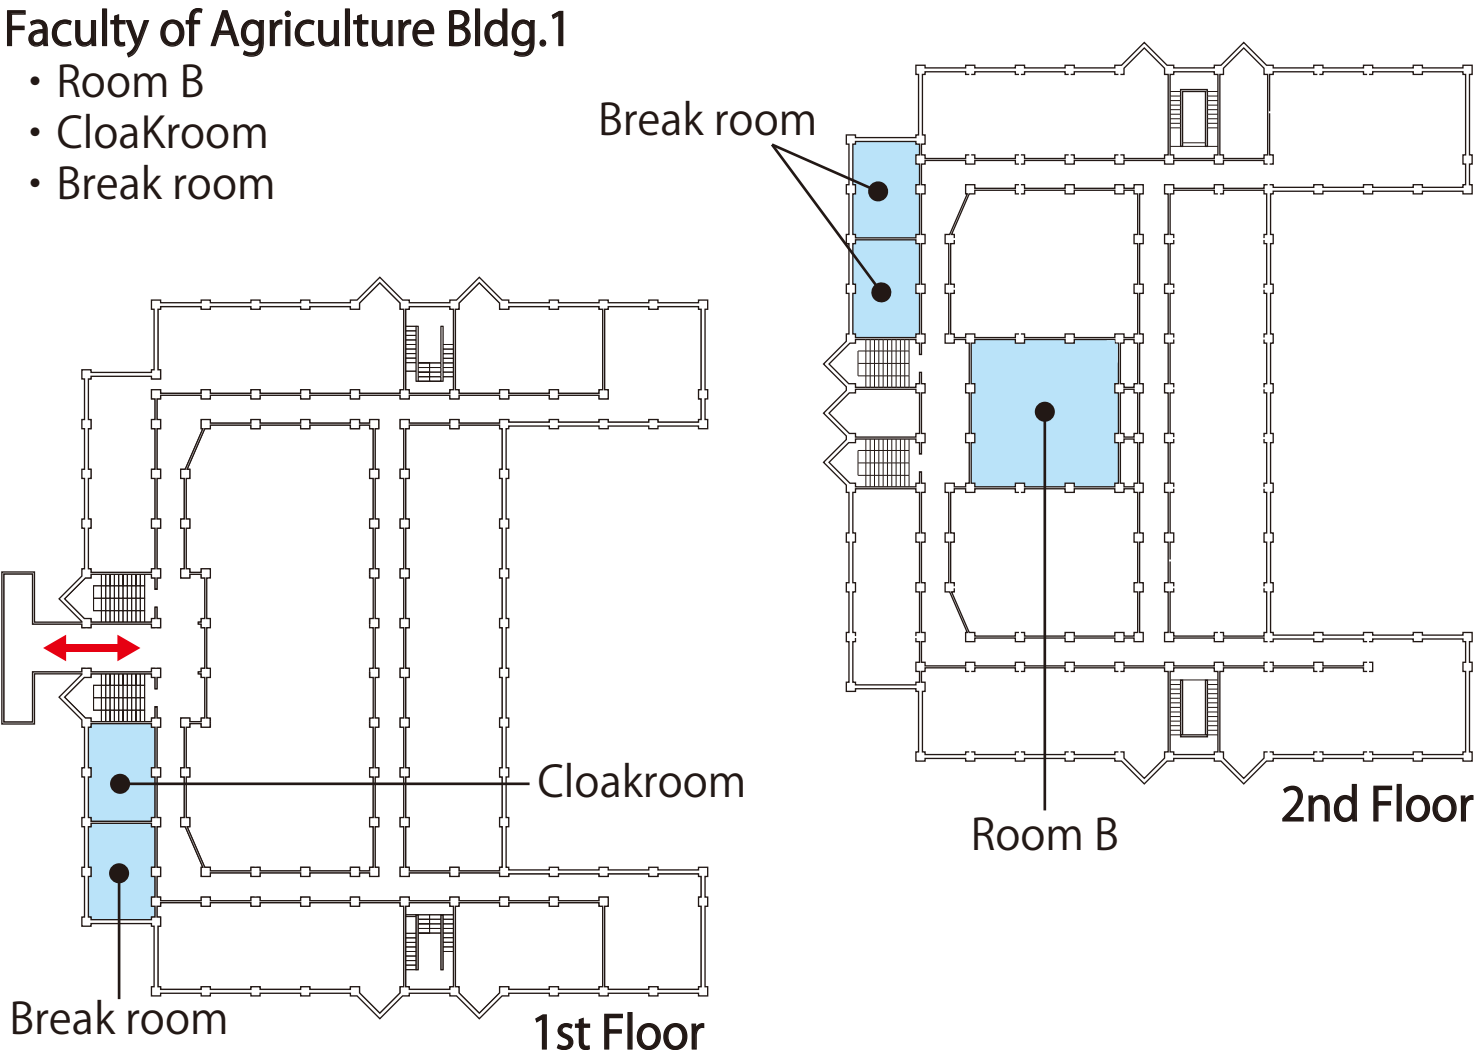 Faculty of Agriculture Bldg.1
・Room B
・CloaKroom
・Break room
Break room
Room B
2nd Floor
Cloakroom
Break room
1st Floor